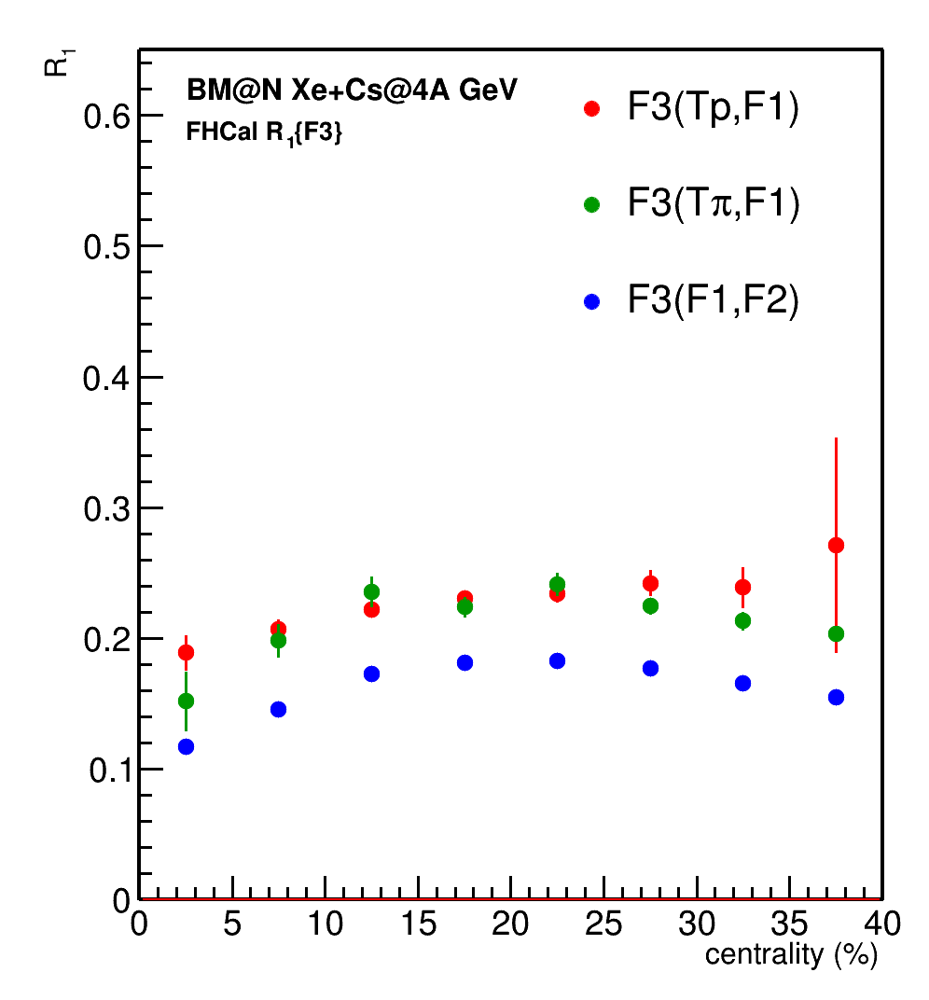 R1
BM@N Xe+Cs@4A GeV
FHCal R1{F3}
F3(Tp,F1)
F3(Tπ,F1)
F3(F1,F2)
0.6
0.5
0.4
0.3
0.2
0.1
0
0 5 10 15 20 25 30 35 40
centrality (%)